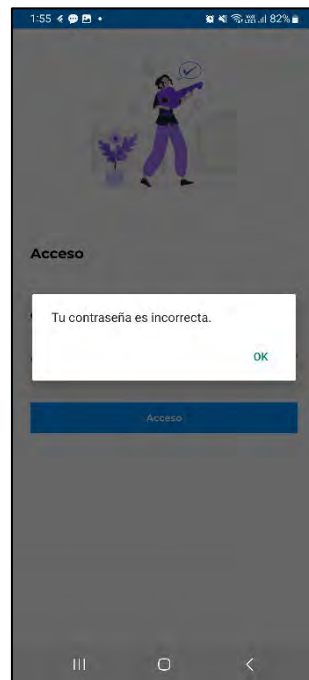 1:55
82%
Acceso
Tu contraseña es incorrecta.
OK
Acceso